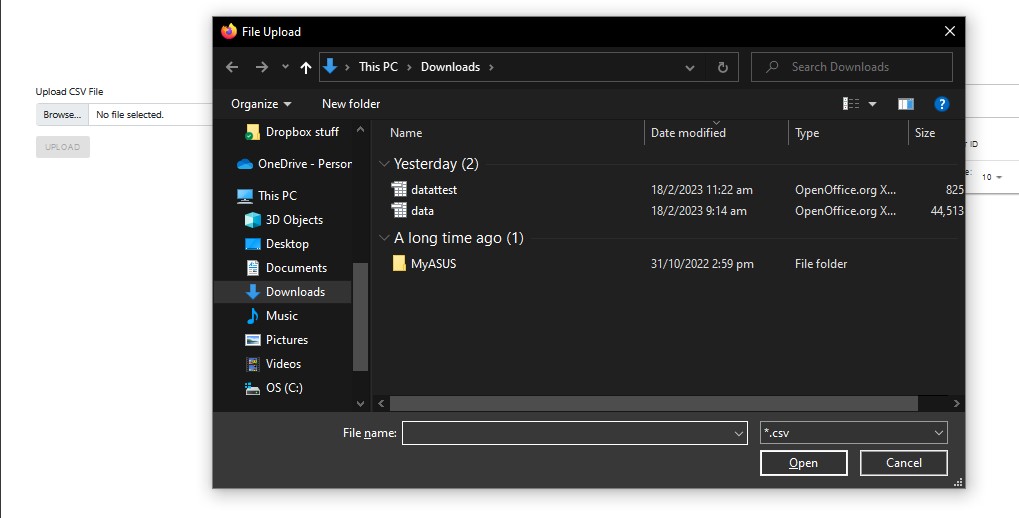 File Upload
This PC > Downloads >
Search Downloads
Organize
New folder
Upload CSV File
Browse... No file selected.
UPLOAD
Dropbox stuff
OneDrive - Person
This PC
3D Objects
Desktop
Documents
Downloads
Music
Pictures
Videos
OS (C:)
Name Date modified Type Size
Yesterday (2)
datattest 18/2/2023 11:22 am OpenOffice.org X... 825
data 18/2/2023 9:14 am OpenOffice.org X... 44,513
A long time ago (1)
MyASUS 31/10/2022 2:59 pm File folder
r ID
e: 10
File name:
*.csv
Open
Cancel